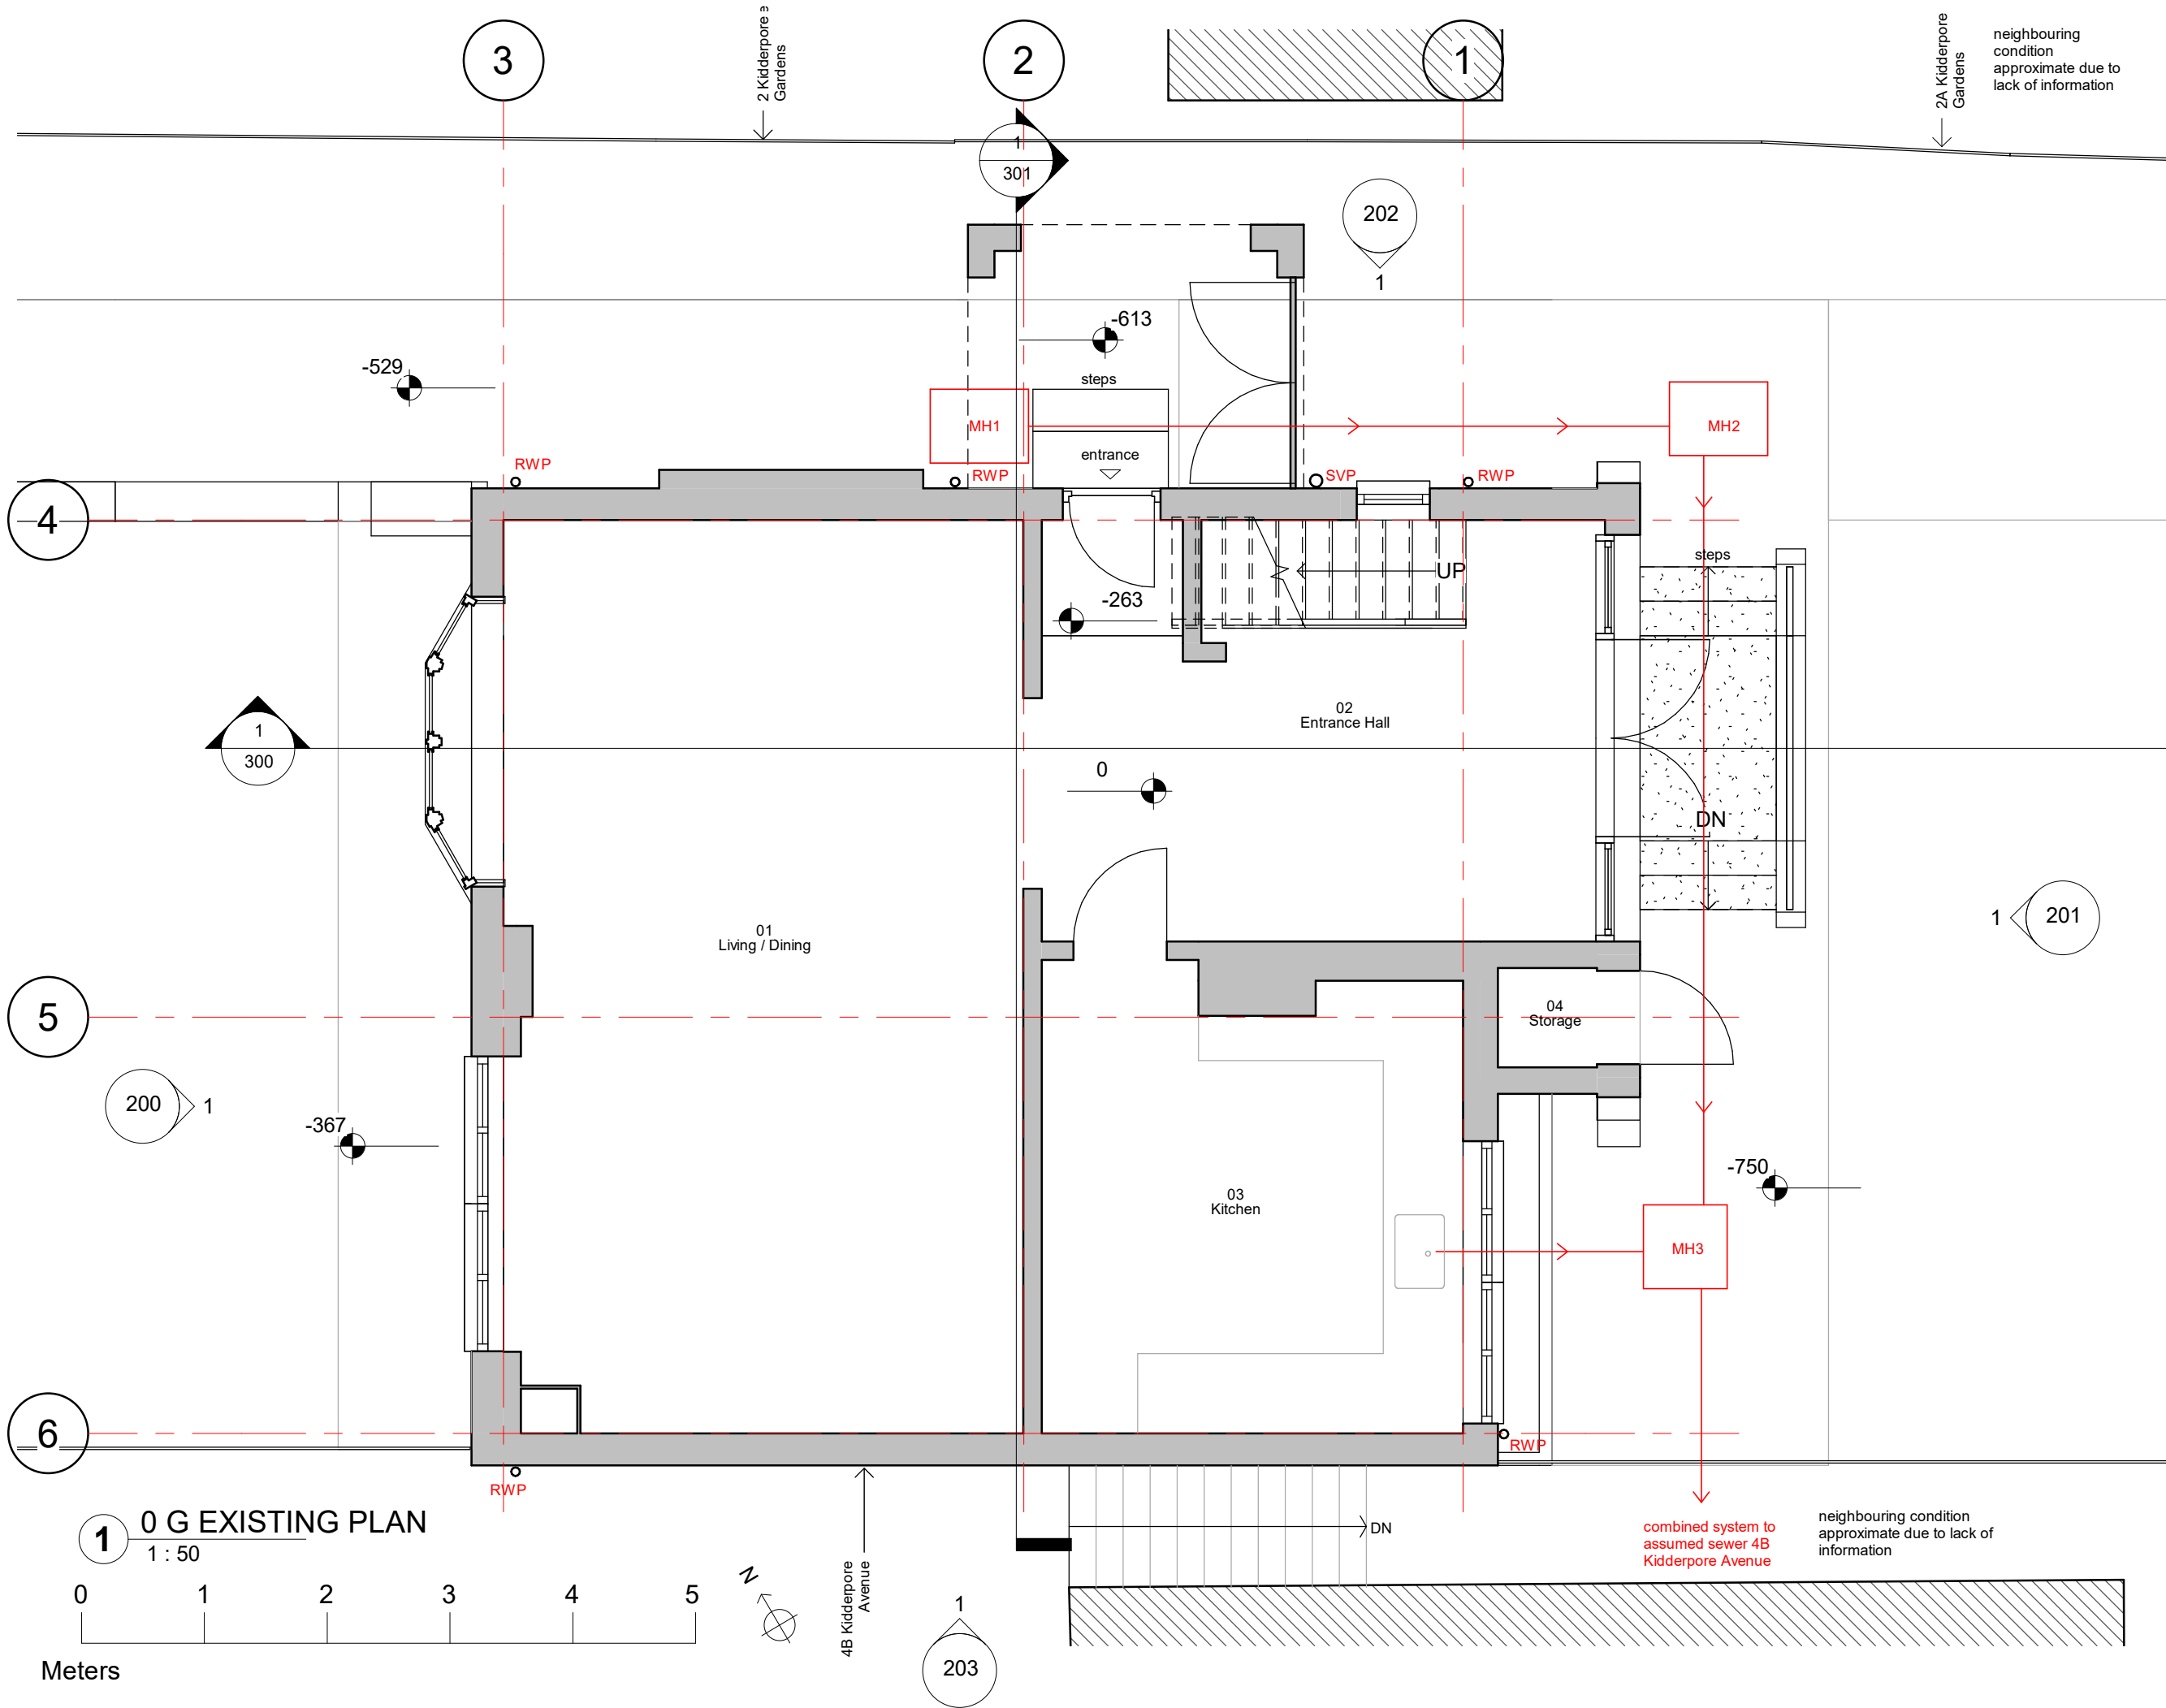 3
2
1
2 Kidderpore
Gardens
2A Kidderpore
Gardens
neighbouring
condition
approximate due to
lack of information
1
301
202
1
-613
-529
steps
MH1
MH2
entrance
RWP
RWP
SVP
RWP
4
steps
UP
-263
02
Entrance Hall
1
300
0
DN
01
Living / Dining
1
201
5
04
Storage
200
1
-367
-750
03
Kitchen
MH3
6
RWP
RWP
1
0 G EXISTING PLAN
1 : 50
DN
combined system to
assumed sewer 4B
Kidderpore Avenue
neighbouring condition
approximate due to lack of
information
0
1
2
3
4
5
Meters
N
4B Kidderpore
Avenue
1
203